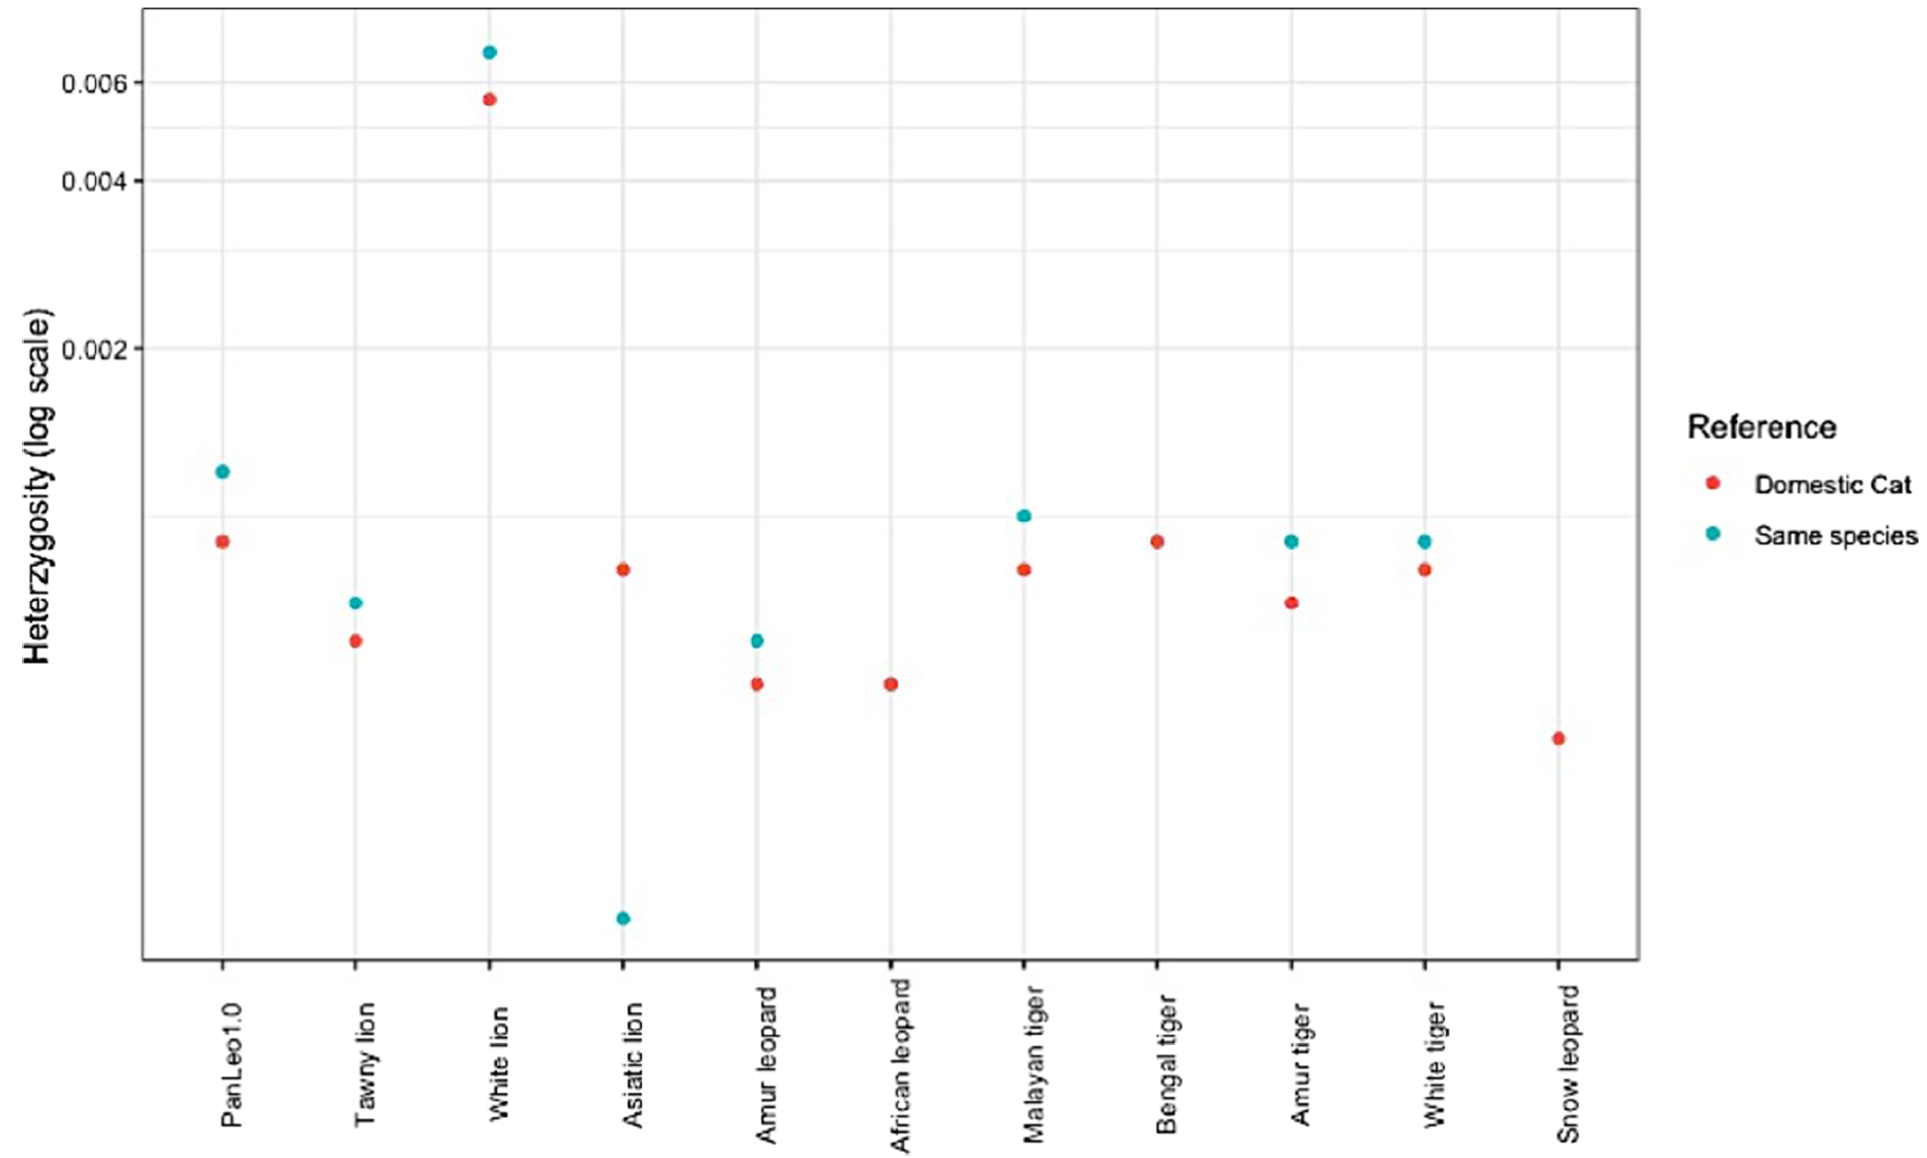 0.006
0.004
0.002
Heterzygosity (log scale)
Reference
Domestic Cat
Same species
PanLeo1.0
Tawny lion
White lion
Asiatic lion
Amur leopard
African leopard
Malayan tiger
Bengal tiger
Amur tiger
White tiger
Snow leopard